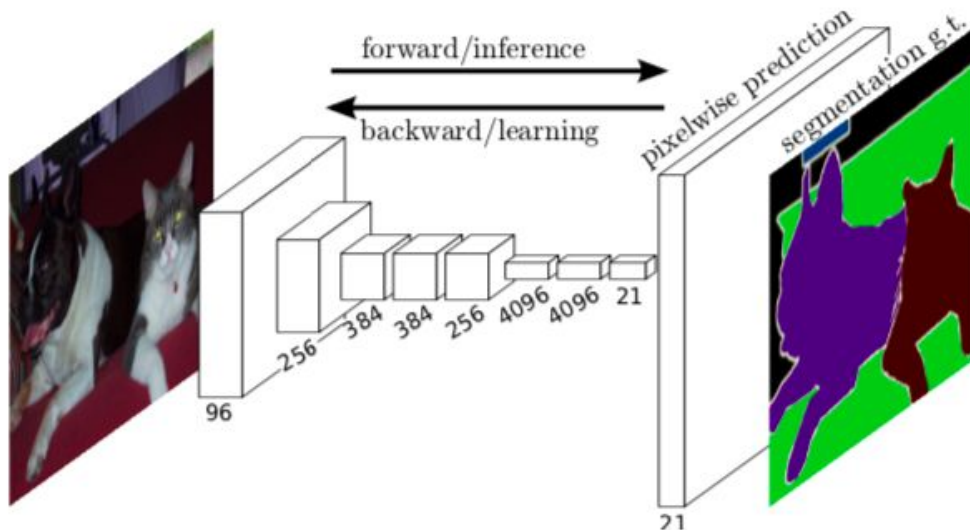 forward/inference
backward/learning
pixelwise prediction
segmentation g.t.
96
256
384
384
256
4096
4096
21
21